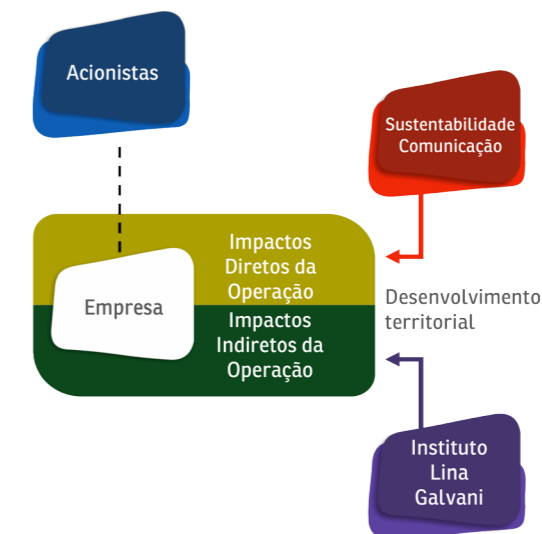 Acionistas
Sustentabilidade
Comunicação
Impactos
Diretos da
Operação
Empresa
Impactos
Indiretos da
Operação
Desenvolvimento
territorial
Instituto
Lina
Galvani